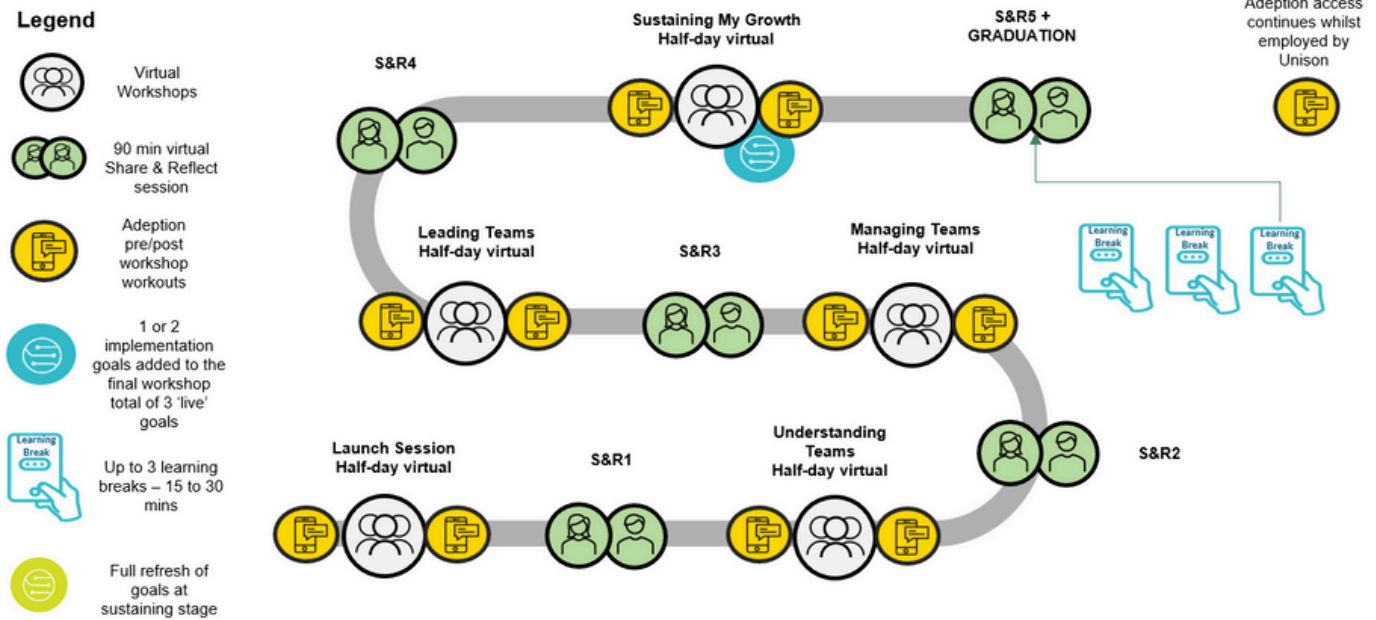 Legend
Virtual
Workshops
90 min virtual
Share & Reflect
session
Adeption
pre/post
workshop
workouts
1 or 2
implementation
goals added to the
final workshop
total of 3 ‘live’
goals
Learning
Break
Up to 3 learning
breaks – 15 to 30
mins
Full refresh of
goals at
sustaining stage
S&R4
Sustaining My Growth
Half-day virtual
S&R5 +
GRADUATION
Adeption access
continues whilst
employed by
Unison
Leading Teams
Half-day virtual
S&R3
Managing Teams
Half-day virtual
Learning
Break
Learning
Break
Learning
Break
Launch Session
Half-day virtual
S&R1
Understanding
Teams
Half-day virtual
S&R2